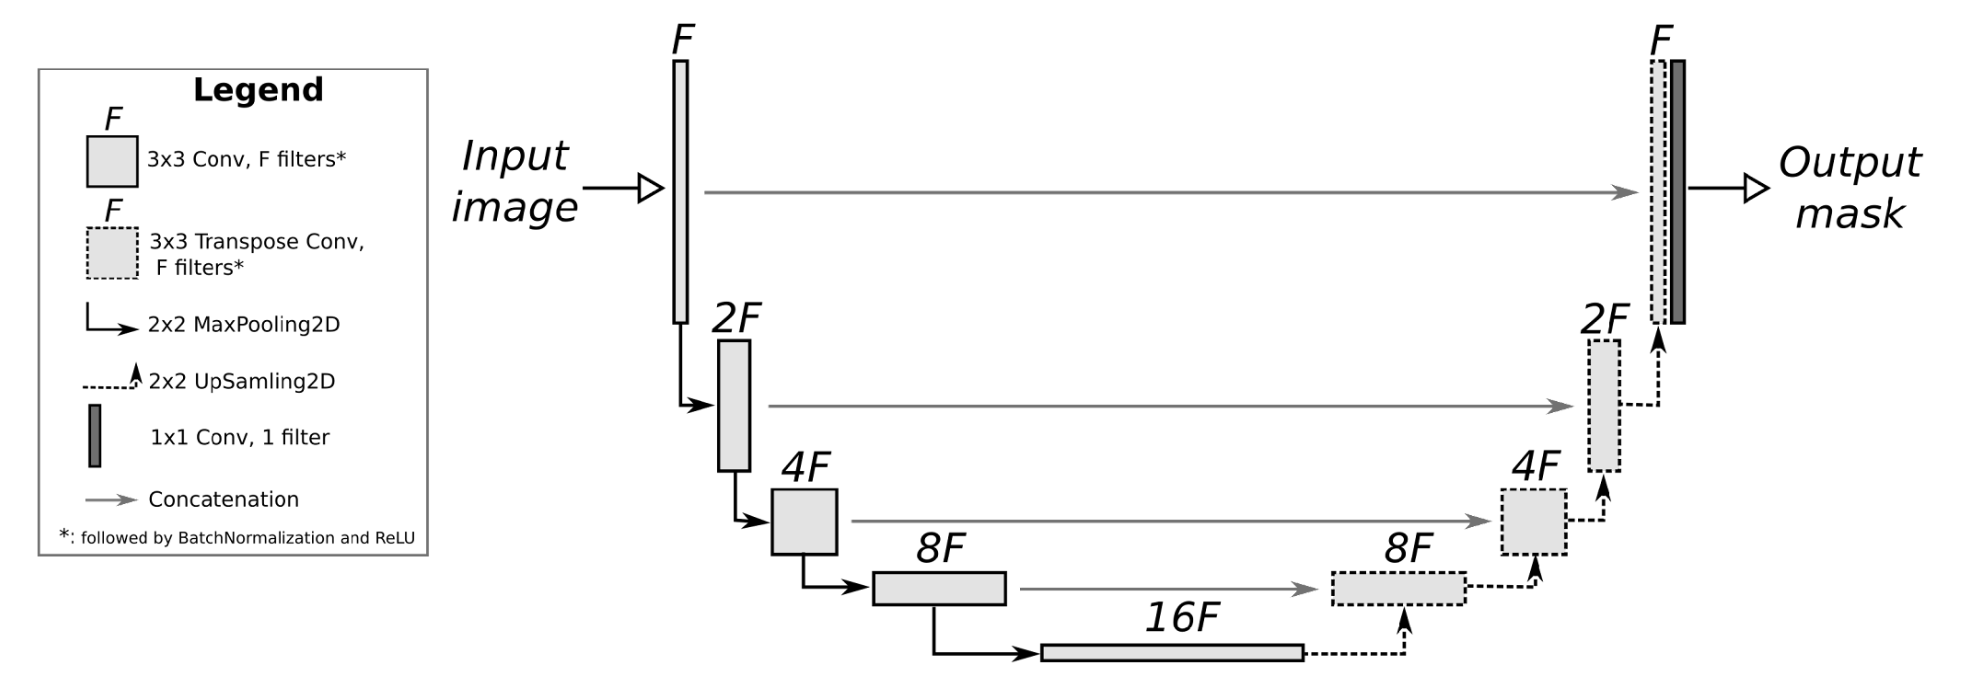 Legend
F
3x3 Conv, F filters*
F
3x3 Transpose Conv,
F filters*
2x2 MaxPooling2D
2x2 UpSamling2D
1x1 Conv, 1 filter
Concatenation
*: followed by BatchNormalization and ReLU
Input
image
F
2F
4F
8F
16F
8F
4F
2F
F
Output
mask